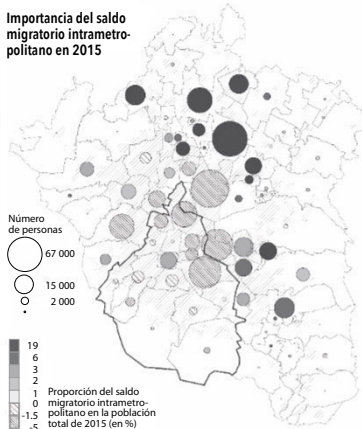 Importancia del saldo
migratorio intrametro-
politano en 2015
Número
de personas
67 000
15 000
2 000
19
6
3
2
1
0
-1.5
-5
Proporción del saldo
migratorio intrametro-
politano en la población
total de 2015 (en %)